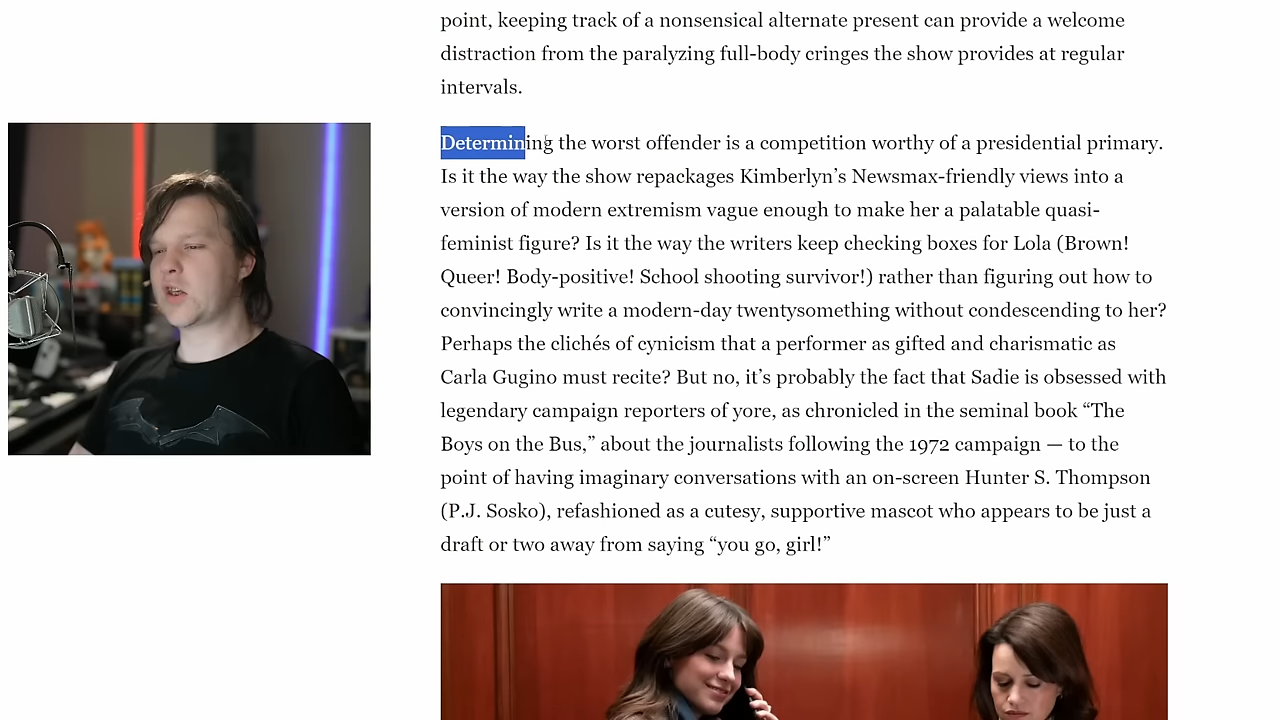 point, keeping track of a nonsensical alternate present can provide a welcome
distraction from the paralyzing full-body cringes the show provides at regular
intervals.
Determining the worst offender is a competition worthy of a presidential primary.
Is it the way the show repackages Kimberlyn’s Newsmax-friendly views into a
version of modern extremism vague enough to make her a palatable quasi-
feminist figure? Is it the way the writers keep checking boxes for Lola (Brown!
Queer! Body-positive! School shooting survivor!) rather than figuring out how to
convincingly write a modern-day twentysomething without condescending to her?
Perhaps the clichés of cynicism that a performer as gifted and charismatic as
Carla Gugino must recite? But no, it’s probably the fact that Sadie is obsessed with
legendary campaign reporters of yore, as chronicled in the seminal book “The
Boys on the Bus,” about the journalists following the 1972 campaign — to the
point of having imaginary conversations with an on-screen Hunter S. Thompson
(P.J. Sosko), refashioned as a cutesy, supportive mascot who appears to be just a
draft or two away from saying “you go, girl!”